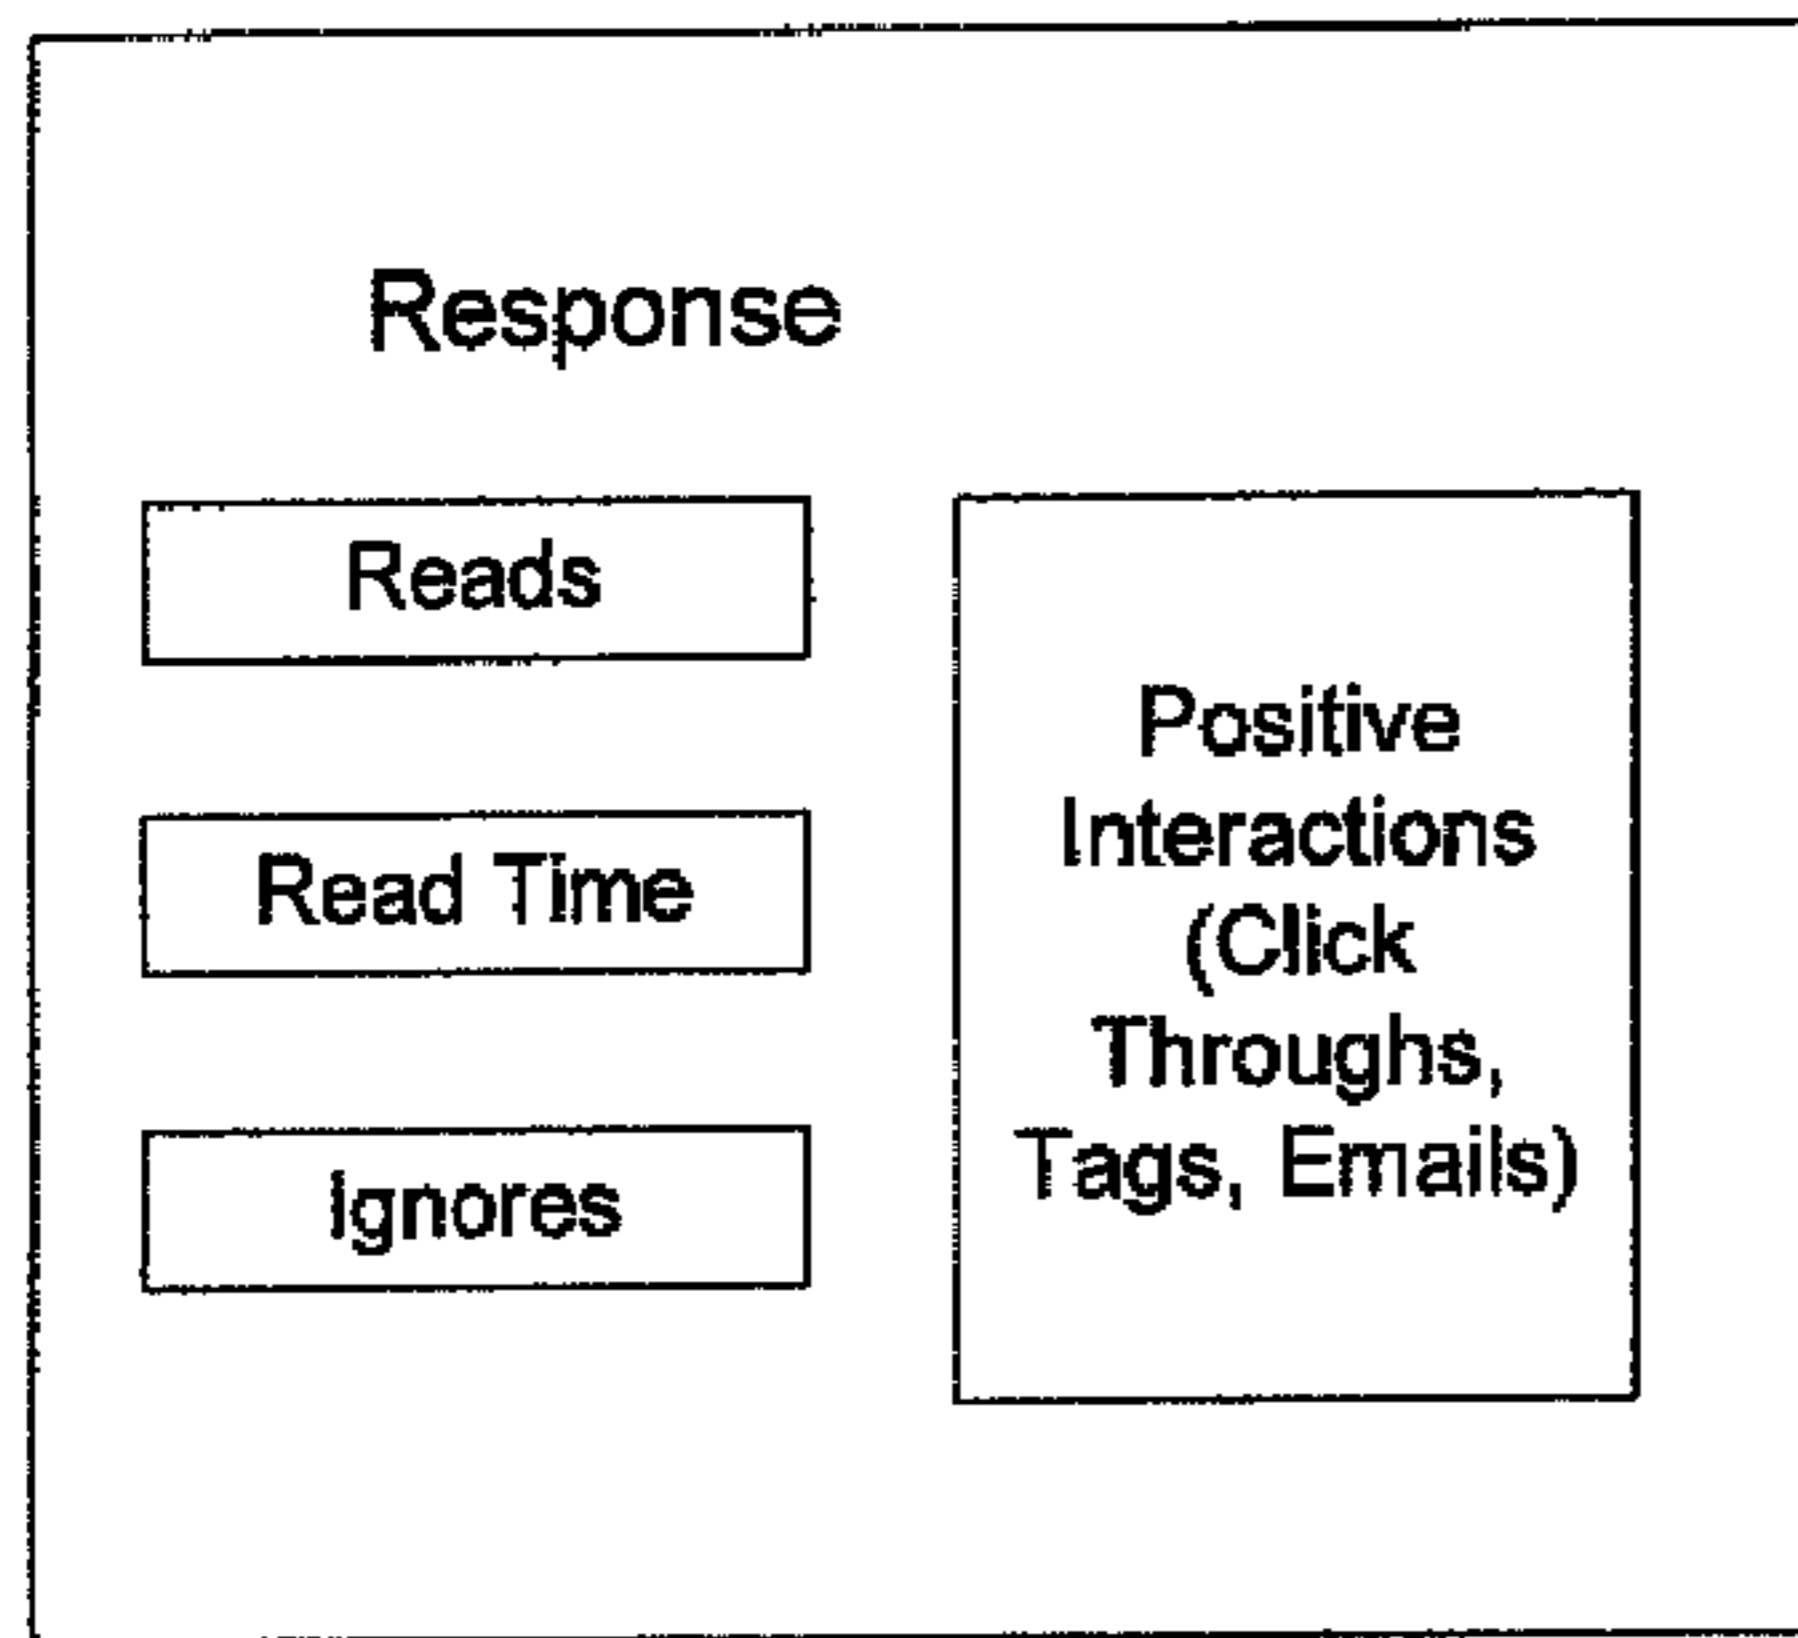 Response
Reads
Read Time
Ignores
Positive
Interactions
(Click
Throughs,
Tags, Emails)